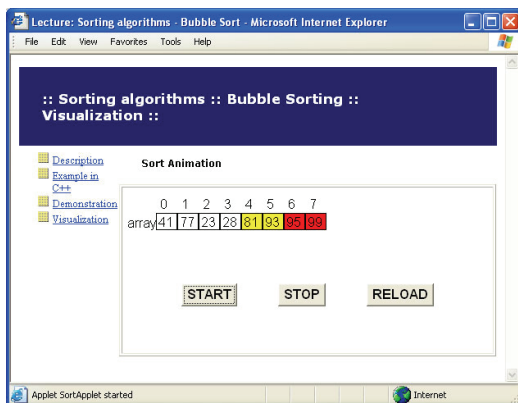 Lecture: Sorting algorithms - Bubble Sort - Microsoft Internet Explorer
File Edit View Favorites Tools Help
:: Sorting algorithms :: Bubble Sorting ::
Visualization ::
Description
Example in
C++
Demonstration
Visualization
Sort Animation
0 1 2 3 4 5 6 7
array 41 77 23 28 81 93 95 99
START STOP RELOAD
Applet SortApplet started Internet